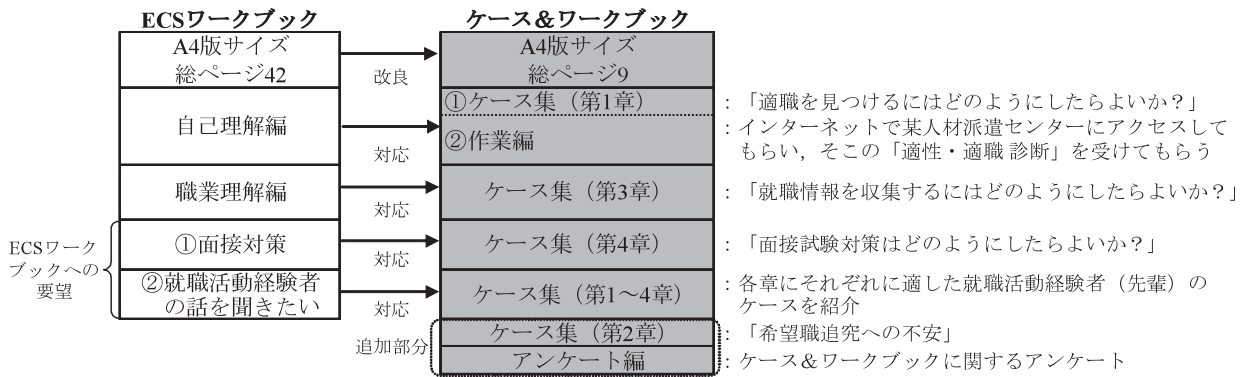 ECSワークブック
ケース＆ワークブック
A4版サイズ
総ページ42
改良
A4版サイズ
総ページ9
自己理解編
対応
①ケース集（第1章）
②作業編
：「適職を見つけるにはどのようにしたらよいか？」
：インターネットで某人材派遣センターにアクセスして
もらい，そこの「適性・適職 診断」を受けてもらう
職業理解編
対応
ケース集（第3章）
：「就職情報を収集するにはどのようにしたらよいか？」
ECSワーク
ブックへの
要望
①面接対策
対応
ケース集（第4章）
：「面接試験対策はどのようにしたらよいか？」
②就職活動経験者
の話を聞きたい
対応
ケース集（第1〜4章）
：各章にそれぞれに適した就職活動経験者（先輩）の
ケースを紹介
追加部分
ケース集（第2章）
：「希望職追究への不安」
アンケート編
：ケース＆ワークブックに関するアンケート